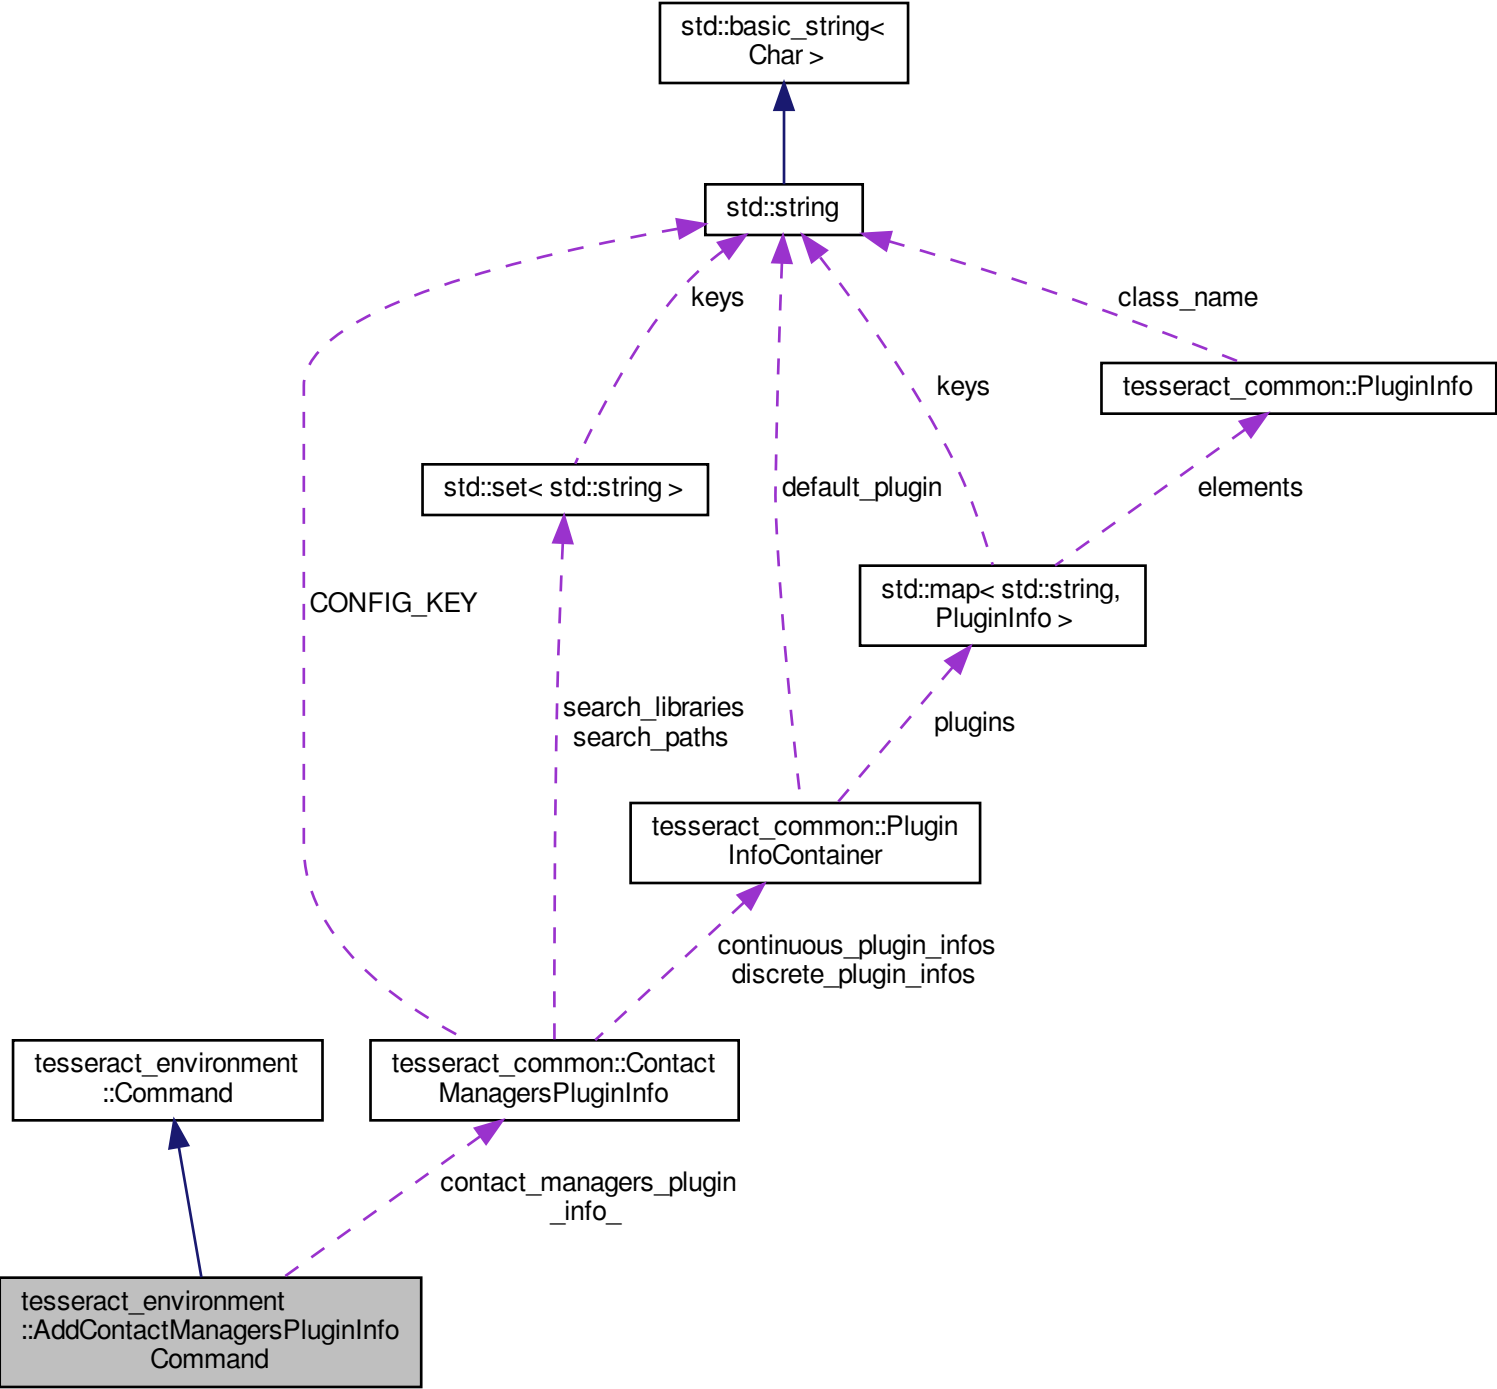 std::basic_string<
Char >
std::string
keys
class_name
keys
tesseract_common::PluginInfo
std::set< std::string >
default_plugin
elements
CONFIG_KEY
std::map< std::string,
PluginInfo >
search_libraries
search_paths
plugins
tesseract_common::Plugin
InfoContainer
continuous_plugin_infos
discrete_plugin_infos
tesseract_environment
::Command
tesseract_common::Contact
ManagersPluginInfo
contact_managers_plugin
_info_
tesseract_environment
::AddContactManagersPluginInfo
Command